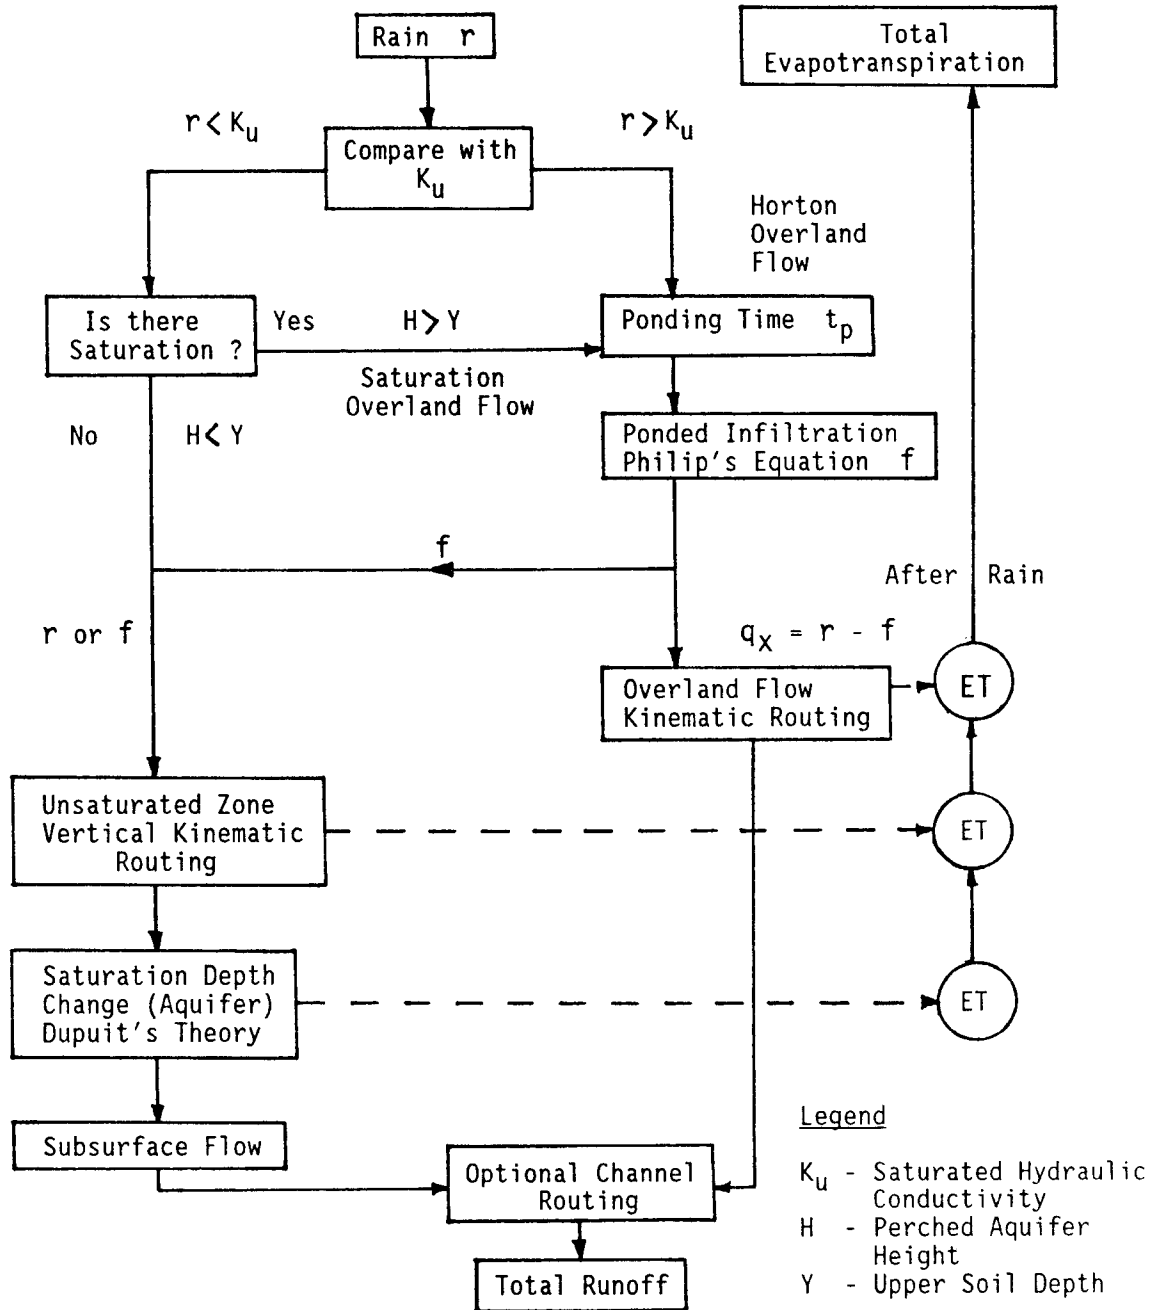 Rain r
Total
Evapotranspiration
r < Ku
r > Ku
Compare with
Ku
Horton
Overland
Flow
Is there
Saturation ?
Yes H > Y
Ponding Time tp
Saturation
Overland Flow
No H < Y
Ponded Infiltration
Philip's Equation f
f
After Rain
r or f
qx = r - f
Overland Flow
Kinematic Routing
ET
Unsaturated Zone
Vertical Kinematic
Routing
ET
Saturation Depth
Change (Aquifer)
Dupuit's Theory
ET
Subsurface Flow
Optional Channel
Routing
Total Runoff
Legend
Ku - Saturated Hydraulic
Conductivity
H - Perched Aquifer
Height
Y - Upper Soil Depth